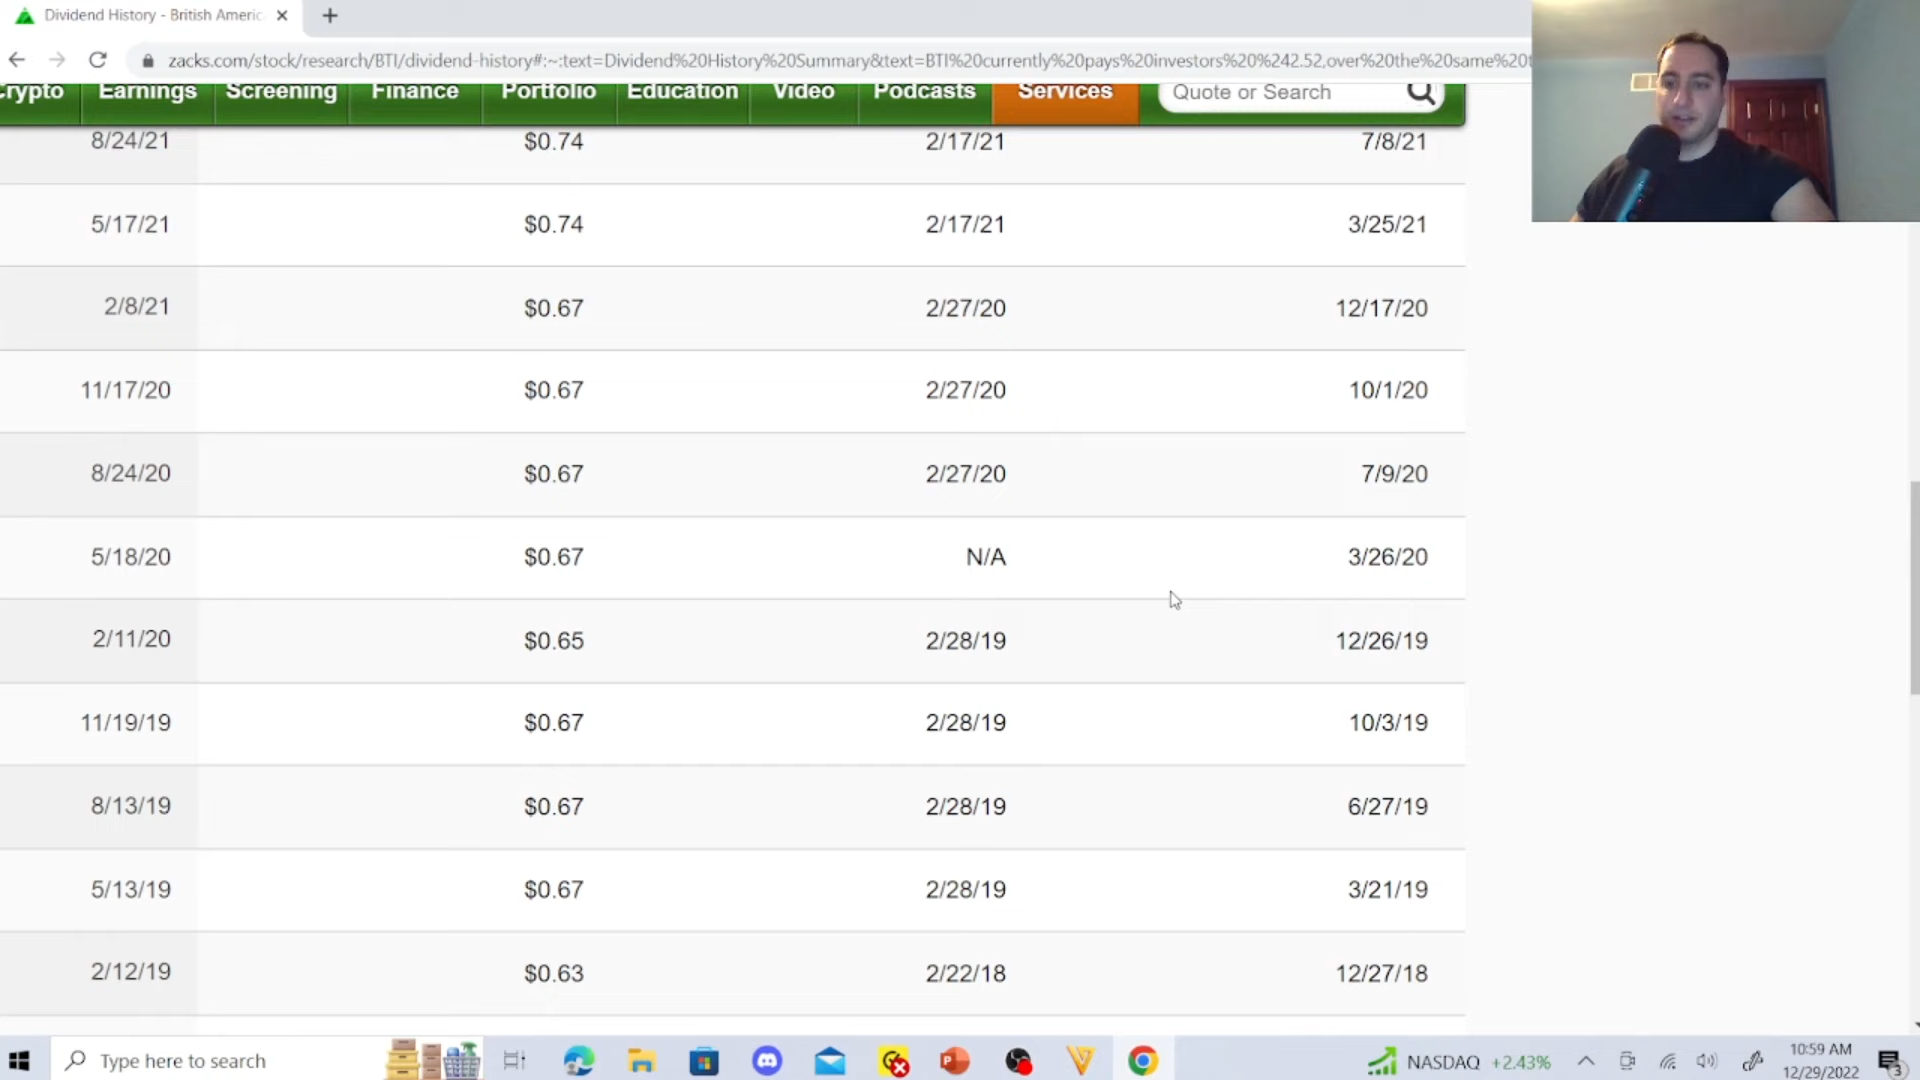 Dividend History - British Americ
zacks.com/stock/research/BTI/dividend-history#:~:text=Dividend%20History%20Summary&text=BTI%20currently%20pays%20investors%20%242.52,over%20the%20same%20t
Crypto Earnings Screening Finance Portfolio Education Video Podcasts Services Quote or Search
8/24/21 $0.74 2/17/21 7/8/21
5/17/21 $0.74 2/17/21 3/25/21
2/8/21 $0.67 2/27/20 12/17/20
11/17/20 $0.67 2/27/20 10/1/20
8/24/20 $0.67 2/27/20 7/9/20
5/18/20 $0.67 N/A 3/26/20
2/11/20 $0.65 2/28/19 12/26/19
11/19/19 $0.67 2/28/19 10/3/19
8/13/19 $0.67 2/28/19 6/27/19
5/13/19 $0.67 2/28/19 3/21/19
2/12/19 $0.63 2/22/18 12/27/18
Type here to search NASDAQ +2.43% 10:59 AM
12/29/2022 3